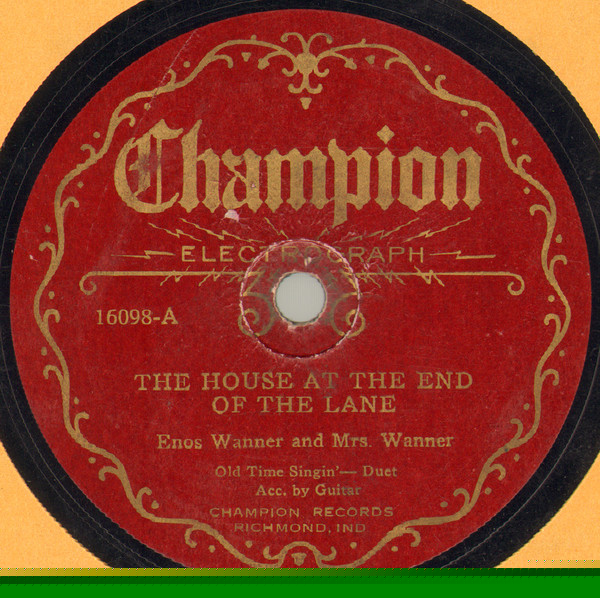 Champion
ELECTROGRAPH
16098-A
THE HOUSE AT THE END
OF THE LANE
Enos Wanner and Mrs. Wanner
Old Time Singin'— Duet
Acc. by Guitar
CHAMPION RECORDS
RICHMOND, IND